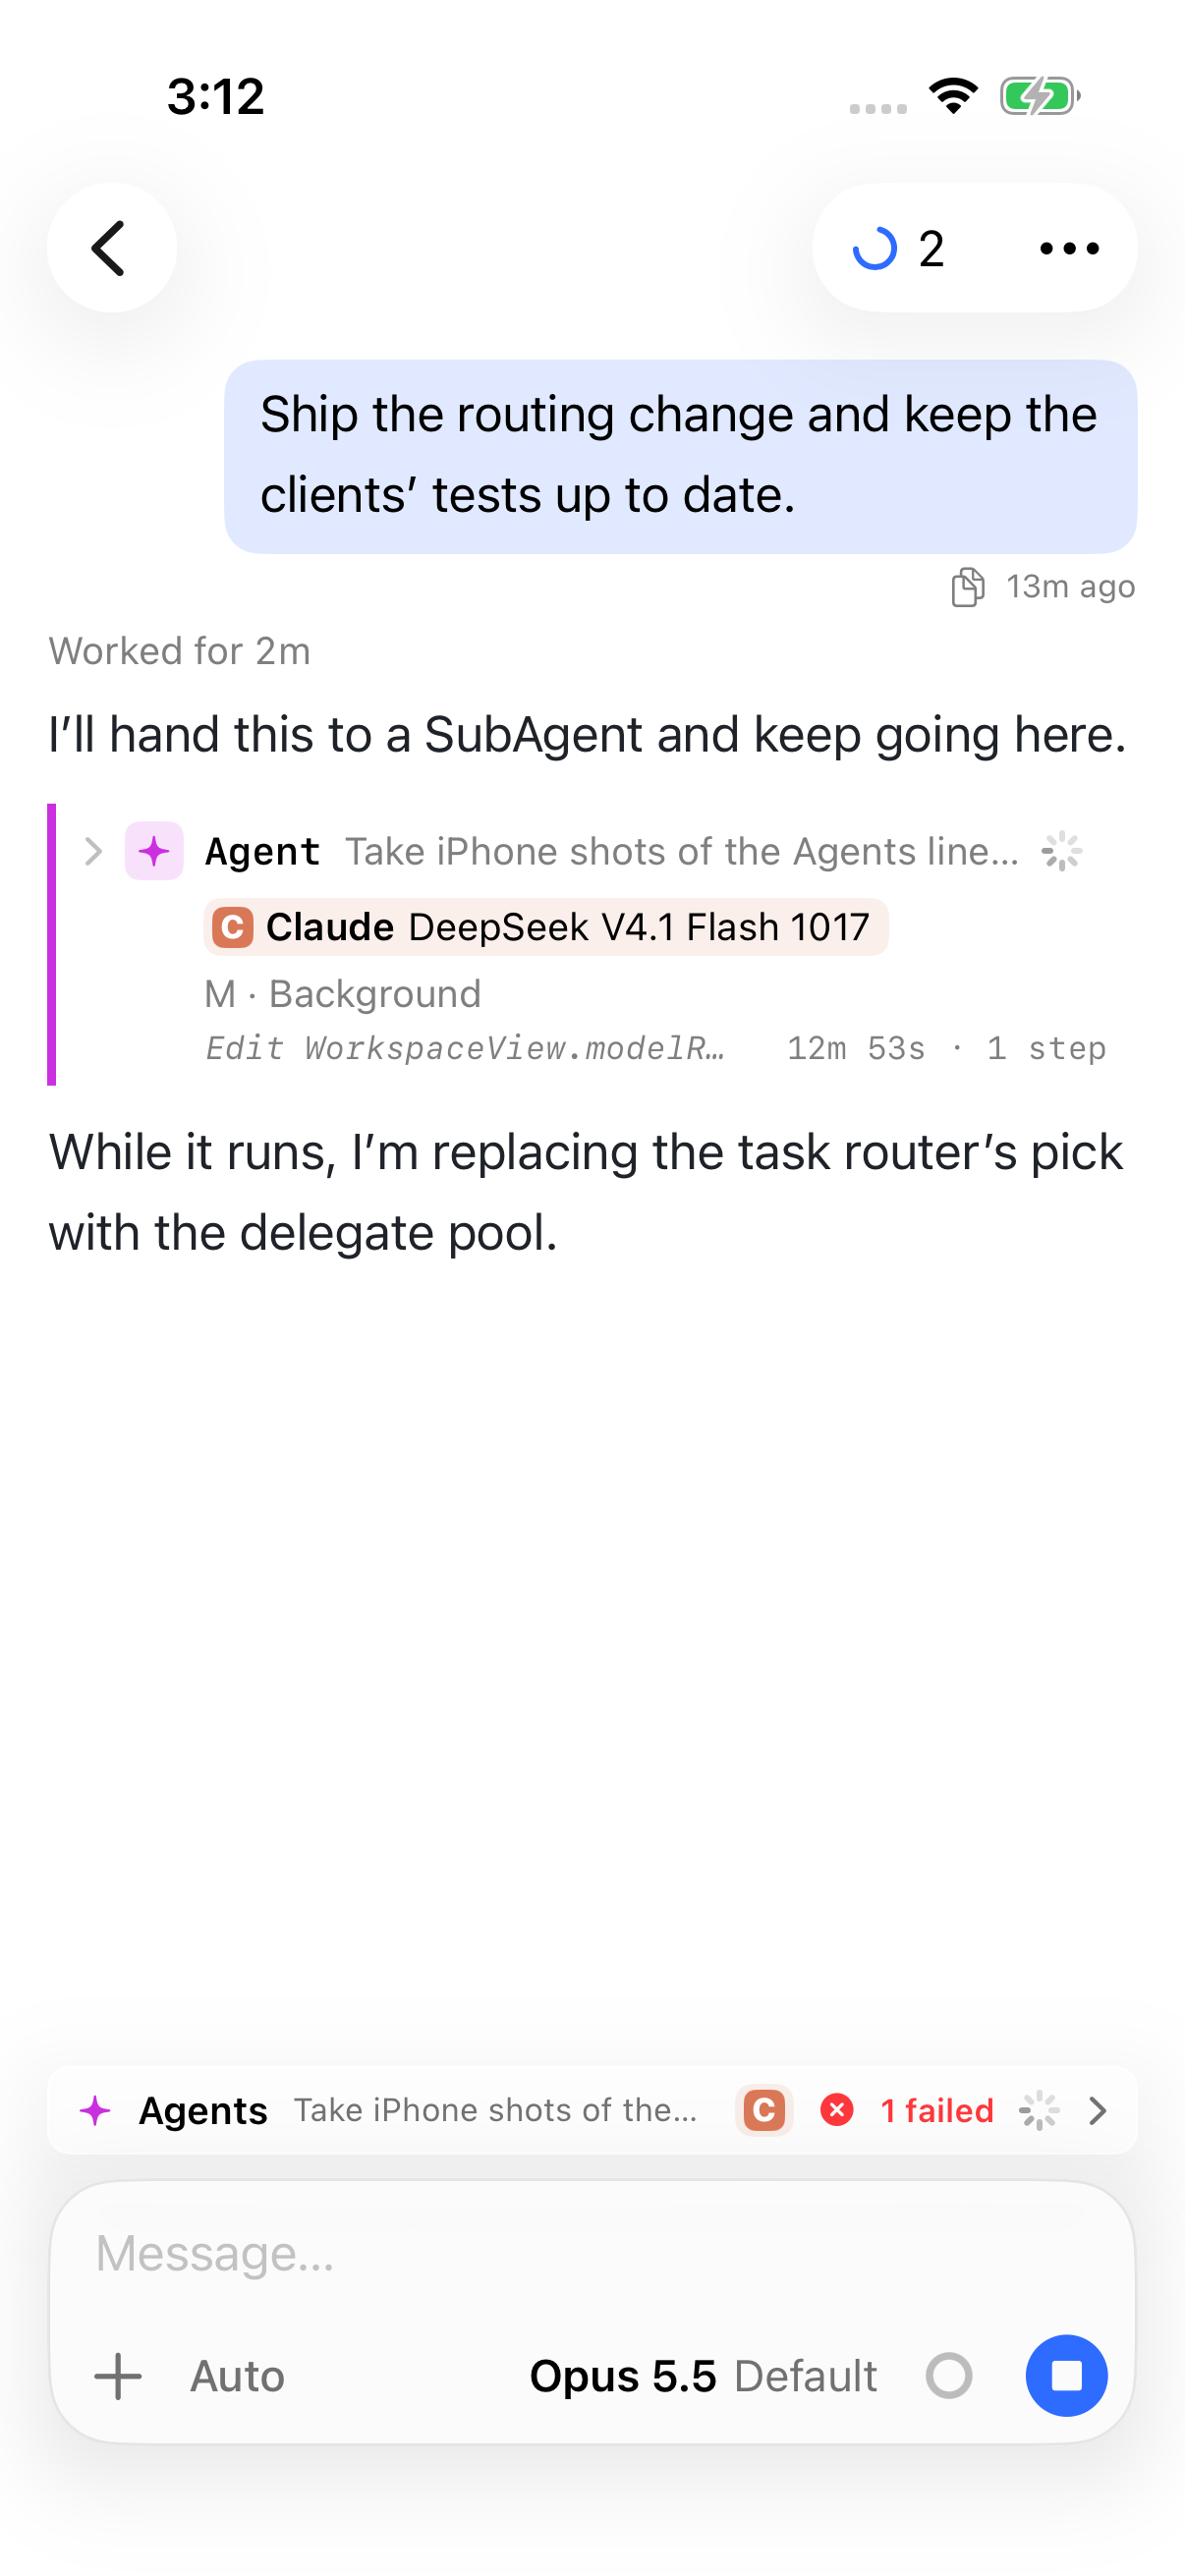 3:12
2
Ship the routing change and keep the
clients’ tests up to date.
13m ago
Worked for 2m
I’ll hand this to a SubAgent and keep going here.
Agent Take iPhone shots of the Agents line…
C Claude DeepSeek V4.1 Flash 1017
M · Background
Edit WorkspaceView.modelR… 12m 53s · 1 step
While it runs, I’m replacing the task router’s pick
with the delegate pool.
Agents Take iPhone shots of the… C 1 failed
Message...
Auto Opus 5.5 Default